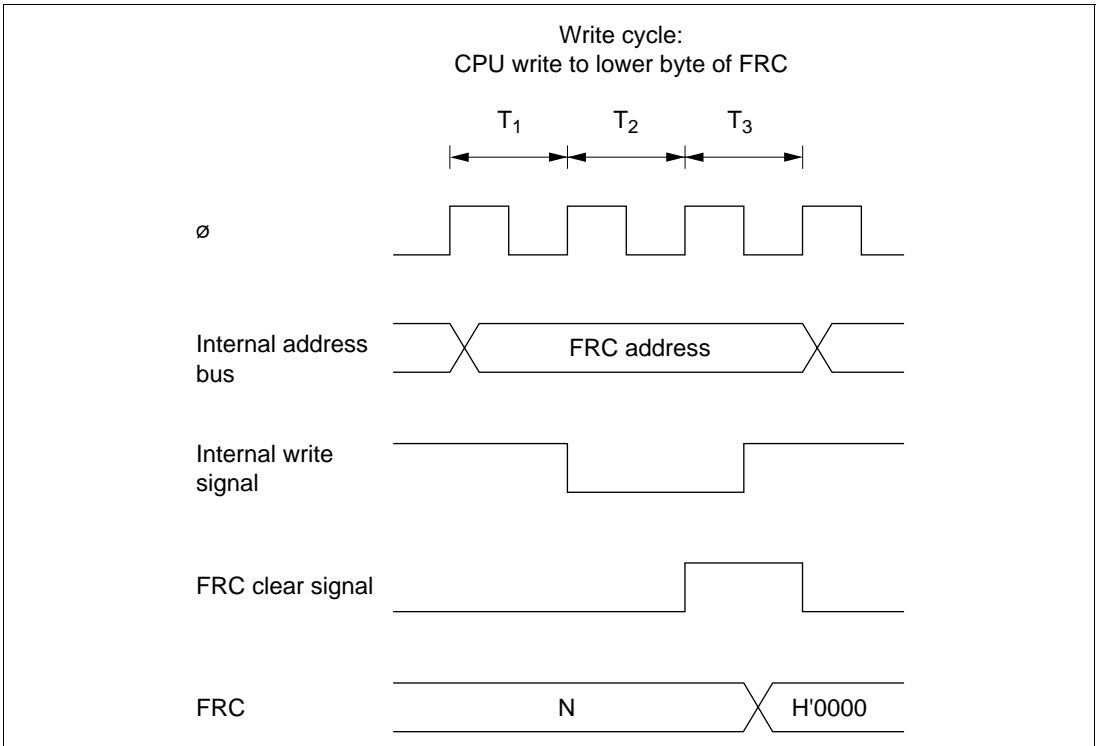 Write cycle:
CPU write to lower byte of FRC
T1 T2 T3
ø
Internal address
bus
FRC address
Internal write
signal
FRC clear signal
FRC
N
H'0000